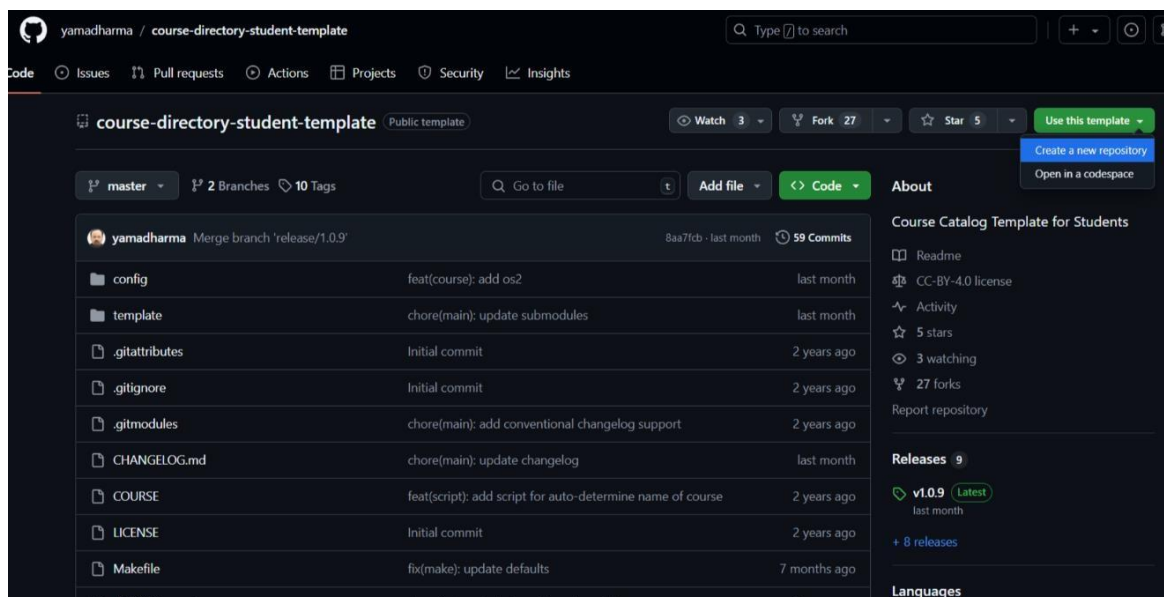 yamadharma / course-directory-student-template
Type / to search
Code Issues Pull requests Actions Projects Security Insights
course-directory-student-template Public template
Watch 3 Fork 27 Star 5 Use this template
Create a new repository
Open in a codespace
master 2 Branches 10 Tags Go to file t Add file Code
About
Course Catalog Template for Students
yamadharma Merge branch 'release/1.0.9' 8aa7fcb · last month 59 Commits
config feat(course): add os2 last month
template chore(main): update submodules last month
.gitattributes Initial commit 2 years ago
.gitignore Initial commit 2 years ago
.gitmodules chore(main): add conventional changelog support 2 years ago
CHANGELOG.md chore(main): update changelog last month
COURSE feat(script): add script for auto-determine name of course 2 years ago
LICENSE Initial commit 2 years ago
Makefile fix(make): update defaults 7 months ago
Readme
CC-BY-4.0 license
Activity
5 stars
3 watching
27 forks
Report repository
Releases 9
v1.0.9 Latest
last month
+ 8 releases
Languages